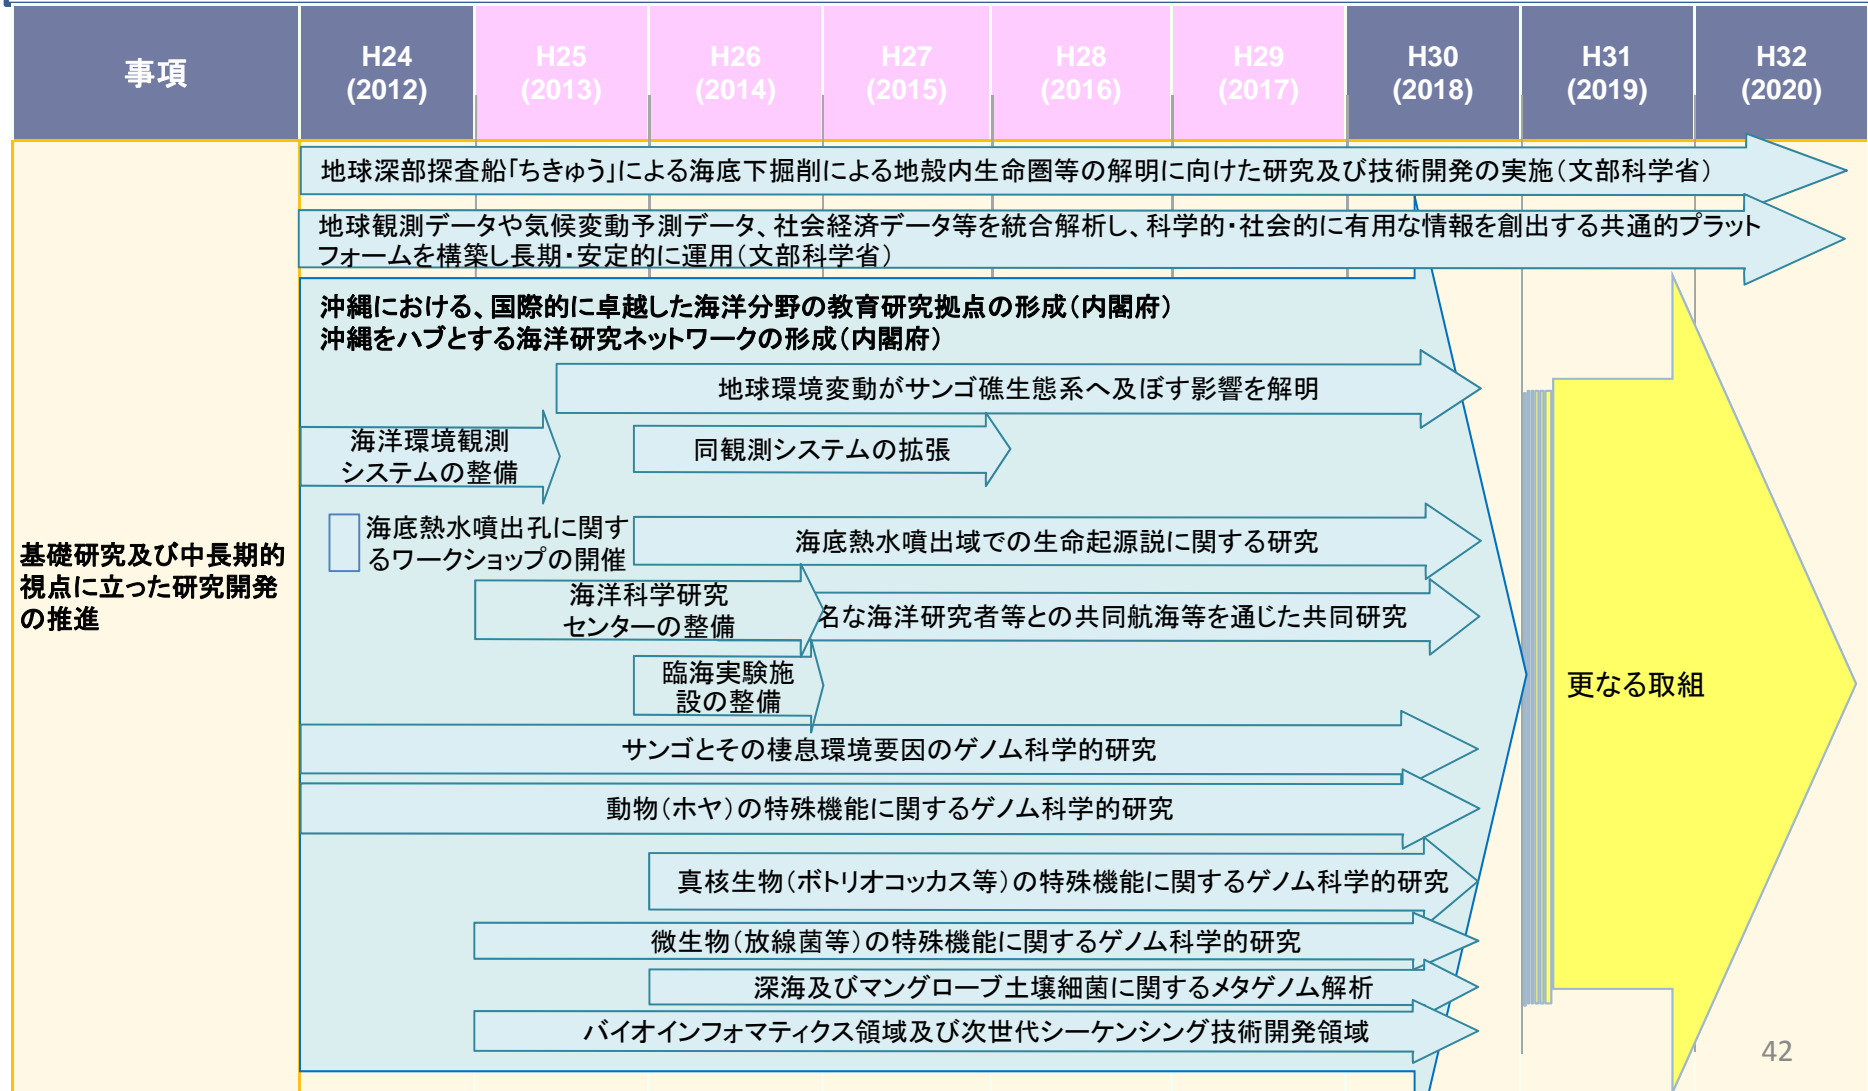 事項
H24
(2012)
H25
(2013)
H26
(2014)
H27
(2015)
H28
(2016)
H29
(2017)
H30
(2018)
H31
(2019)
H32
(2020)
基礎研究及び中長期的
視点に立った研究開発
の推進
地球深部探査船「ちきゅう」による海底下掘削による地殻内生命圏等の解明に向けた研究及び技術開発の実施(文部科学省)
地球観測データや気候変動予測データ、社会経済データ等を統合解析し、科学的・社会的に有用な情報を創出する共通的プラット
フォームを構築し長期・安定的に運用(文部科学省)
沖縄における、国際的に卓越した海洋分野の教育研究拠点の形成(内閣府)
沖縄をハブとする海洋研究ネットワークの形成(内閣府)
地球環境変動がサンゴ礁生態系へ及ぼす影響を解明
海洋環境観測
システムの整備
同観測システムの拡張
海底熱水噴出孔に関す
るワークショップの開催
海底熱水噴出域での生命起源説に関する研究
海洋科学研究
センターの整備
名な海洋研究者等との共同航海等を通じた共同研究
臨海実験施
設の整備
サンゴとその棲息環境要因のゲノム科学的研究
動物(ホヤ)の特殊機能に関するゲノム科学的研究
真核生物(ボトリオコッカス等)の特殊機能に関するゲノム科学的研究
微生物(放線菌等)の特殊機能に関するゲノム科学的研究
深海及びマングローブ土壌細菌に関するメタゲノム解析
バイオインフォマティクス領域及び次世代シーケンシング技術開発領域
更なる取組
42